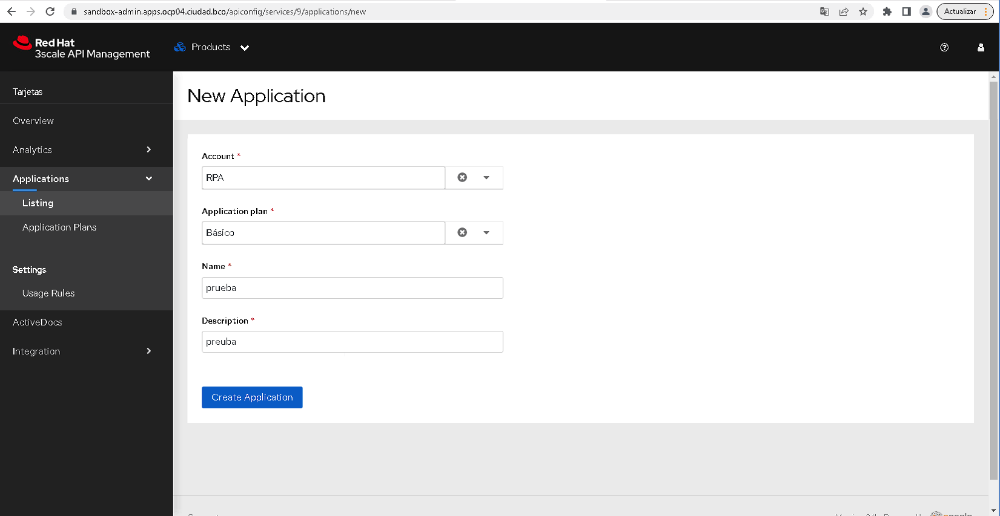 sandbox-admin.apps.ocp04.ciudad.bco/apiconfig/services/9/applications/new
Actualizar
Red Hat
3scale API Management
Products
Tarjetas
Overview
Analytics
Applications
Listing
Application Plans
Settings
Usage Rules
ActiveDocs
Integration
New Application
Account *
RPA
Application plan *
Básico
Name *
prueba
Description *
preuba
Create Application